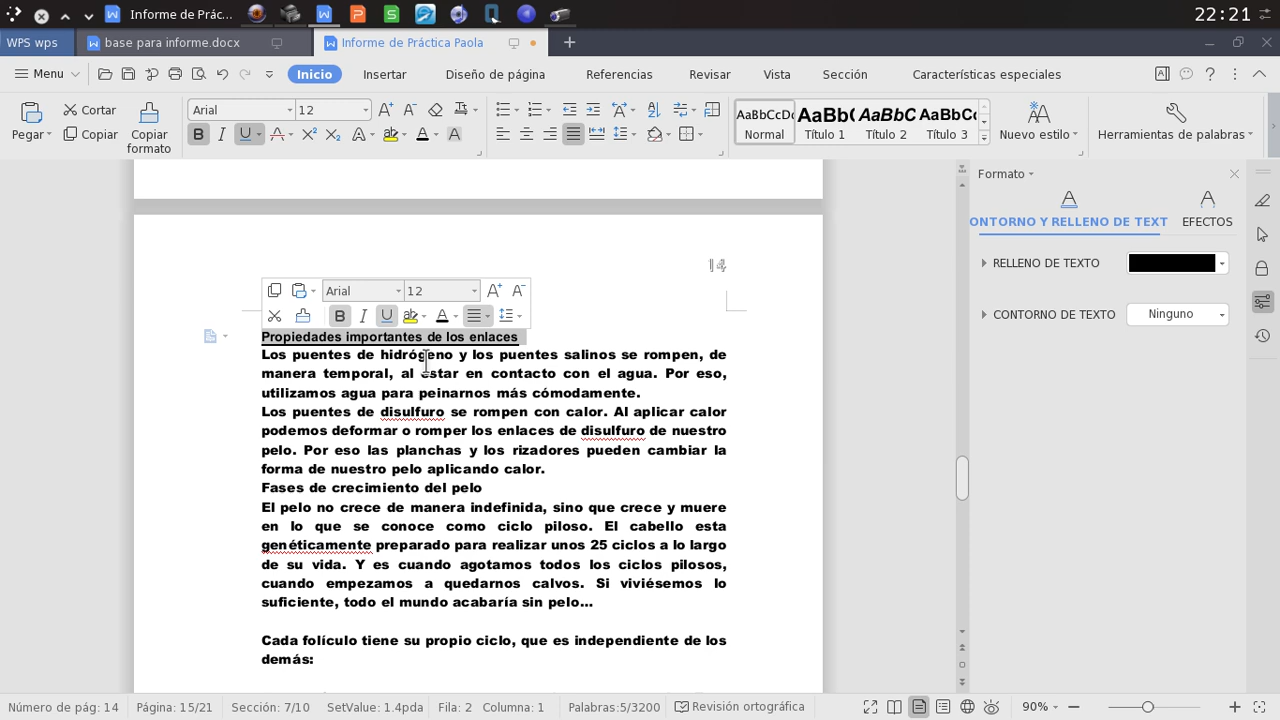 Informe de Prác...
22:21
WPS wps
base para informe.docx
Informe de Práctica Paola
Menu
Inicio
Insertar
Diseño de página
Referencias
Revisar
Vista
Sección
Características especiales
Pegar
Cortar
Copiar
Copiar formato
Arial
12
AaBbCcDc
Normal
AaBb(
Título 1
AaBbC
Título 2
AaBbCc
Título 3
Nuevo estilo
Herramientas de palabras
Formato
ONTORNO Y RELLENO DE TEXT
EFECTOS
RELLENO DE TEXTO
CONTORNO DE TEXTO
Ninguno
14
Arial
12
Propiedades importantes de los enlaces
Los puentes de hidrógeno y los puentes salinos se rompen, de
manera temporal, al estar en contacto con el agua. Por eso,
utilizamos agua para peinarnos más cómodamente.
Los puentes de disulfuro se rompen con calor. Al aplicar calor
podemos deformar o romper los enlaces de disulfuro de nuestro
pelo. Por eso las planchas y los rizadores pueden cambiar la
forma de nuestro pelo aplicando calor.
Fases de crecimiento del pelo
El pelo no crece de manera indefinida, sino que crece y muere
en lo que se conoce como ciclo piloso. El cabello esta
genéticamente preparado para realizar unos 25 ciclos a lo largo
de su vida. Y es cuando agotamos todos los ciclos pilosos,
cuando empezamos a quedarnos calvos. Si viviésemos lo
suficiente, todo el mundo acabaría sin pelo...
Cada folículo tiene su propio ciclo, que es independiente de los
demás:
Número de pág: 14
Página: 15/21
Sección: 7/10
SetValue: 1.4pda
Fila: 2
Columna: 1
Palabras:5/3200
Revisión ortográfica
90%